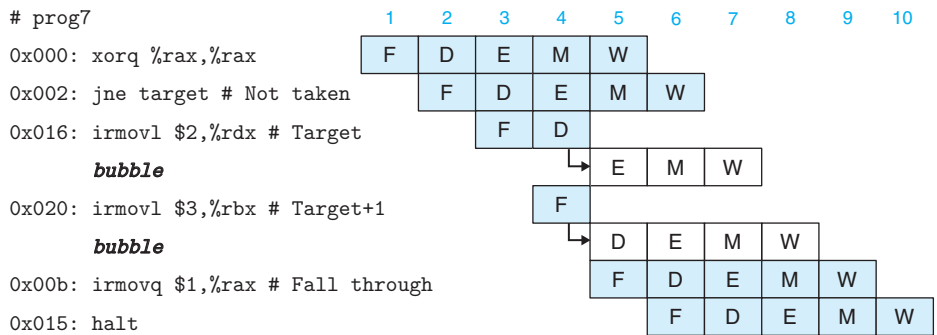 # prog7 1 2 3 4 5 6 7 8 9 10
0x000: xorq %rax,%rax F D E M W
0x002: jne target # Not taken F D E M W
0x016: irmovl $2,%rdx # Target F D
bubble E M W
0x020: irmovl $3,%rbx # Target+1 F
bubble D E M W
0x00b: irmovq $1,%rax # Fall through F D E M W
0x015: halt F D E M W